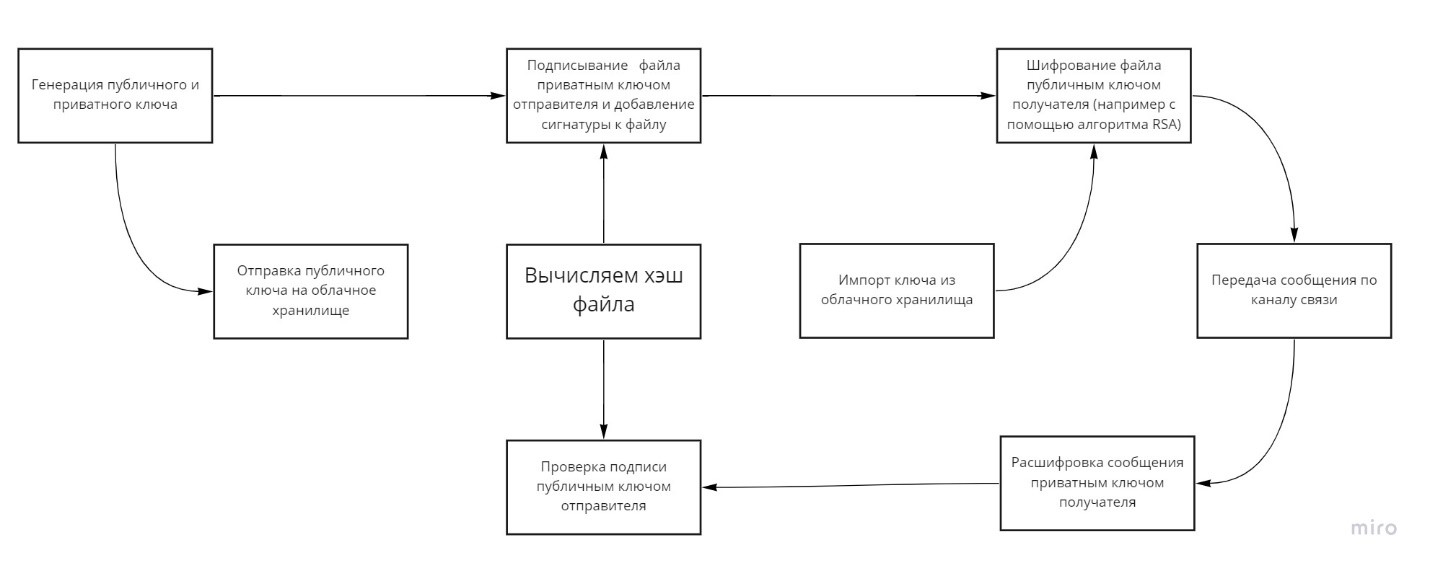 Генерация публичного и
приватного ключа
Подписывание файла
приватным ключом
отправителя и добавление
сигнатуры к файлу
Шифрование файла
публичным ключом
получателя (например с
помощью алгоритма RSA)
Отправка публичного
ключа на облачное
хранилище
Вычисляем хэш
файла
Импорт ключа из
облачного хранилища
Передача сообщения по
каналу связи
Проверка подписи
публичным ключом
отправителя
Расшифровка сообщения
приватным ключом
получателя
miro